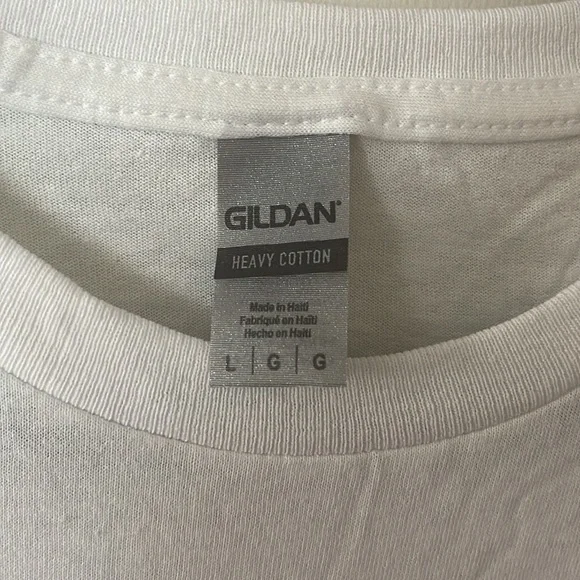 GILDAN®
HEAVY COTTON
Made in Haiti
Fabriqué en Haïti
Hecho en Haití
L | G | G